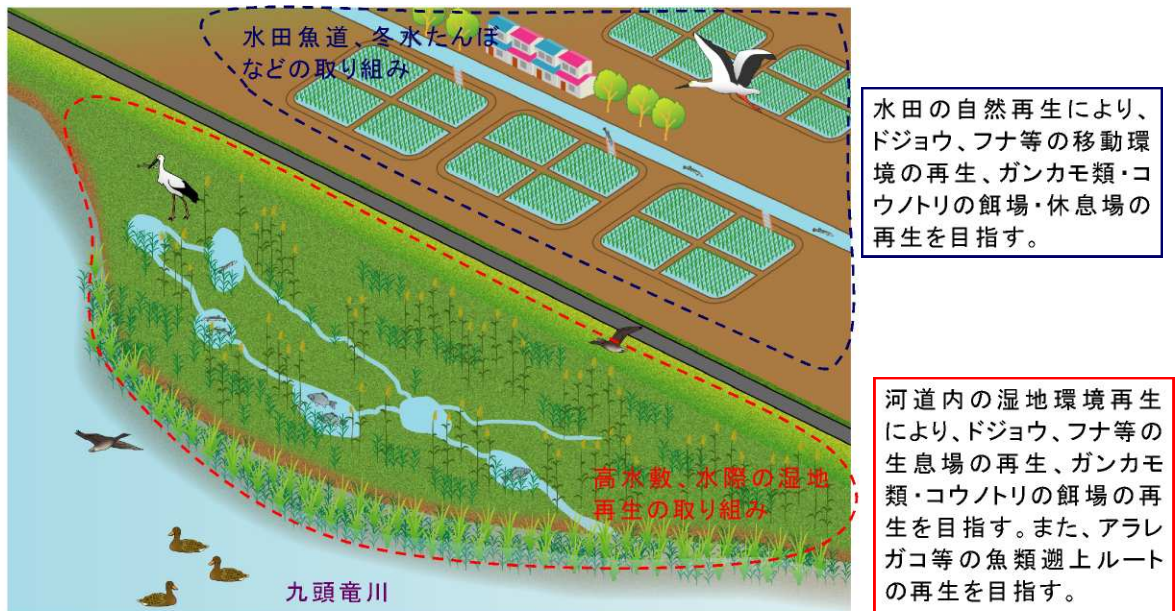 水田魚道、冬水たんぼ
などの取り組み
水田の自然再生により、
ドジョウ、フナ等の移動環
境の再生、ガンカモ類・コ
ウノトリの餌場・休息場の
再生を目指す。
高水敷、水際の湿地
再生の取り組み
河道内の湿地環境再生
により、ドジョウ、フナ等の
生息場の再生、ガンカモ
類・コウノトリの餌場の再
生を目指す。また、アラレ
ガコ等の魚類遡上ルート
の再生を目指す。
九頭竜川